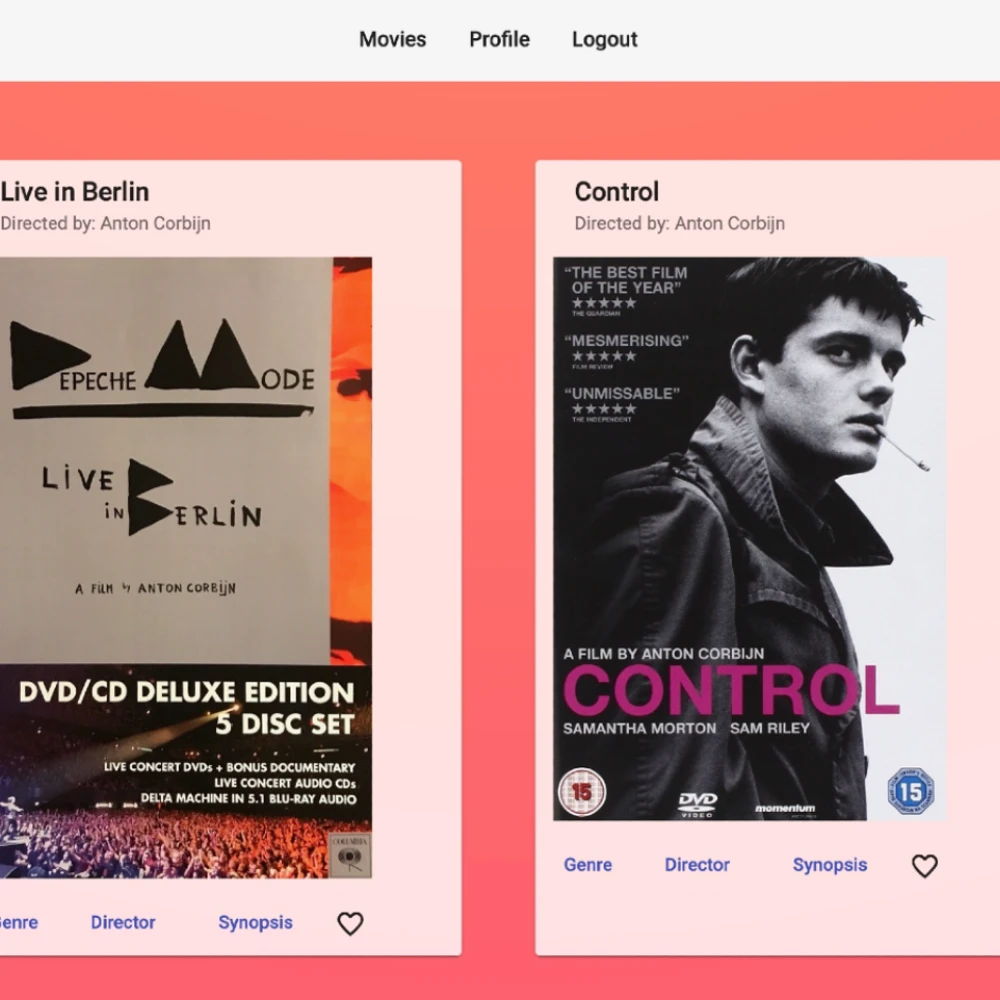 Movies Profile Logout
Live in Berlin
Directed by: Anton Corbijn
DEPECHE MODE
LiVE
iN BERLiN
A FiLM by ANTON CORBijN
DVD/CD DELUXE EDITION
5 DISC SET
LIVE CONCERT DVDs + BONUS DOCUMENTARY
LIVE CONCERT AUDIO CDs
DELTA MACHINE IN 5.1 BLU-RAY AUDIO
COLUMBIA
Genre Director Synopsis
Control
Directed by: Anton Corbijn
“THE BEST FILM
OF THE YEAR”
★★★★★
THE GUARDIAN
“MESMERISING”
★★★★★
FILM REVIEW
“UNMISSABLE”
★★★★★
THE INDEPENDENT
A FILM BY ANTON CORBIJN
CONTROL
SAMANTHA MORTON SAM RILEY
15
DVD
VIDEO
momentum
15
Genre Director Synopsis